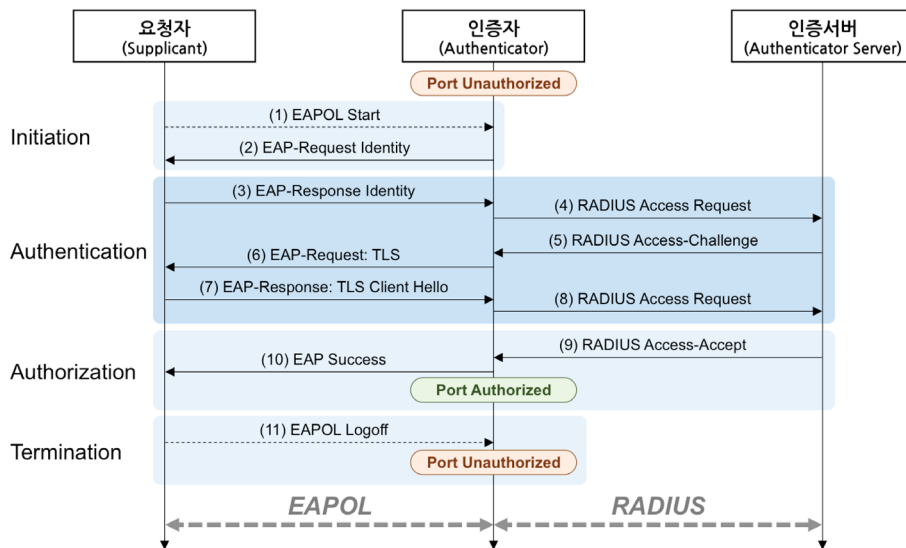 요청자
(Supplicant)
인증자
(Authenticator)
인증서버
(Authenticator Server)
Port Unauthorized
Initiation
(1) EAPOL Start
(2) EAP-Request Identity
Authentication
(3) EAP-Response Identity
(4) RADIUS Access Request
(5) RADIUS Access-Challenge
(6) EAP-Request: TLS
(7) EAP-Response: TLS Client Hello
(8) RADIUS Access Request
Authorization
(9) RADIUS Access-Accept
(10) EAP Success
Port Authorized
Termination
(11) EAPOL Logoff
Port Unauthorized
EAPOL
RADIUS